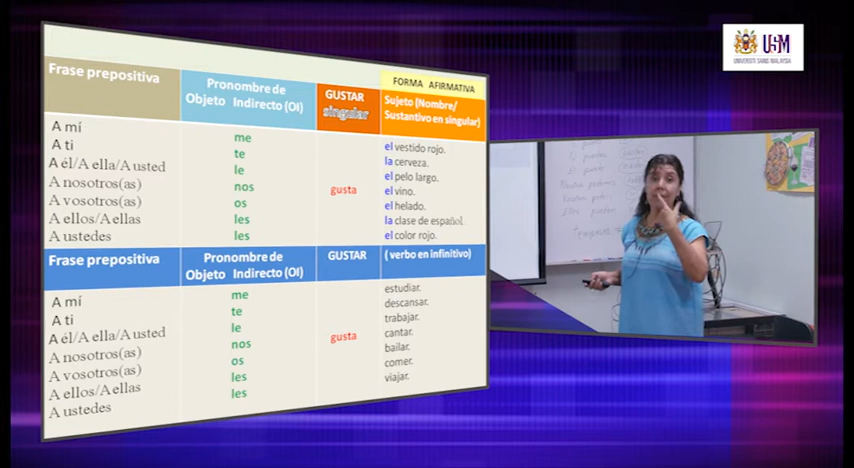 USM
UNIVERSITI SAINS MALAYSIA
FORMA AFIRMATIVA
Frase prepositiva
Pronombre de
Objeto Indirecto (OI)
GUSTAR
singular
Sujeto (Nombre/
Sustantivo en singular)
A mí me el vestido rojo.
A ti te la cerveza.
A él/A ella/A usted le el pelo largo.
A nosotros(as) nos gusta el vino.
A vosotros(as) os el helado.
A ellos/A ellas les la clase de español.
A ustedes les el color rojo.
Frase prepositiva
Pronombre de
Objeto Indirecto (OI)
GUSTAR
( verbo en infinitivo)
A mí me estudiar.
A ti te descansar.
A él/A ella/A usted le trabajar.
A nosotros(as) nos gusta cantar.
A vosotros(as) os bailar.
A ellos/A ellas les comer.
A ustedes les viajar.